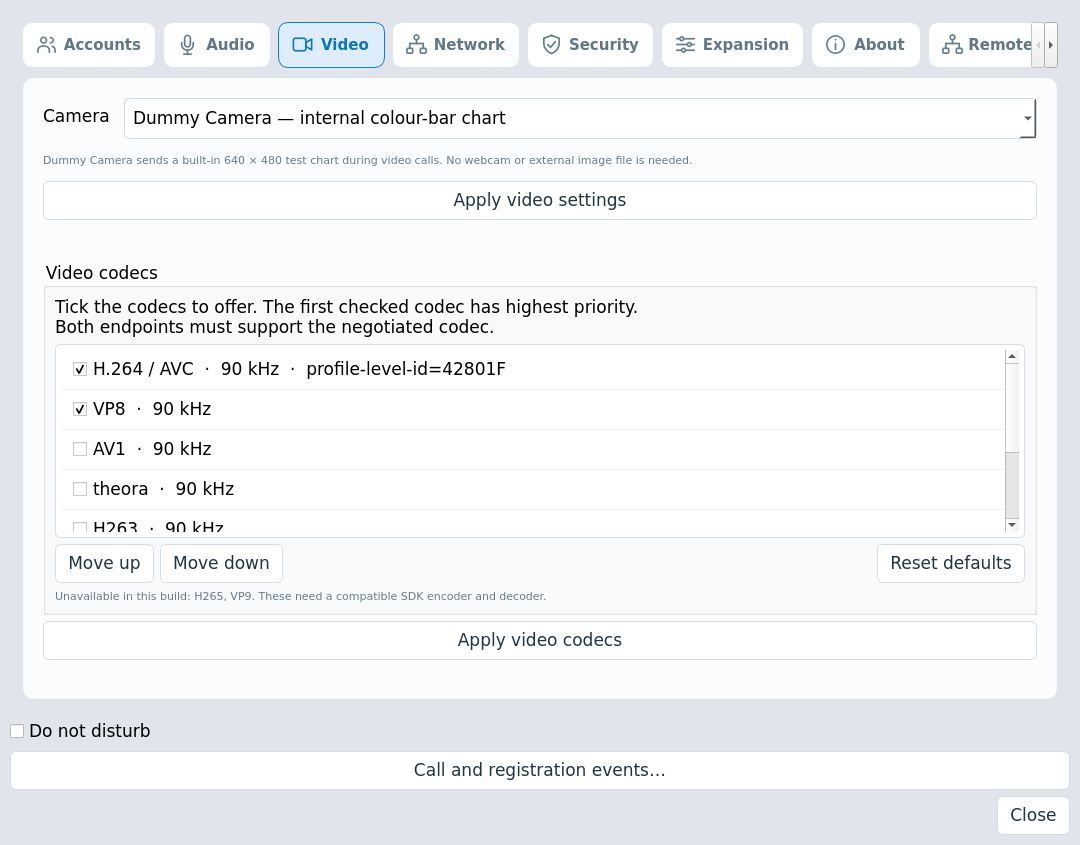 Accounts Audio Video Network Security Expansion About Remote
Camera Dummy Camera — internal colour-bar chart
Dummy Camera sends a built-in 640 × 480 test chart during video calls. No webcam or external image file is needed.
Apply video settings
Video codecs
Tick the codecs to offer. The first checked codec has highest priority.
Both endpoints must support the negotiated codec.
H.264 / AVC · 90 kHz · profile-level-id=42801F
VP8 · 90 kHz
AV1 · 90 kHz
theora · 90 kHz
H263 · 90 kHz
Move up Move down Reset defaults
Unavailable in this build: H265, VP9. These need a compatible SDK encoder and decoder.
Apply video codecs
Do not disturb
Call and registration events...
Close